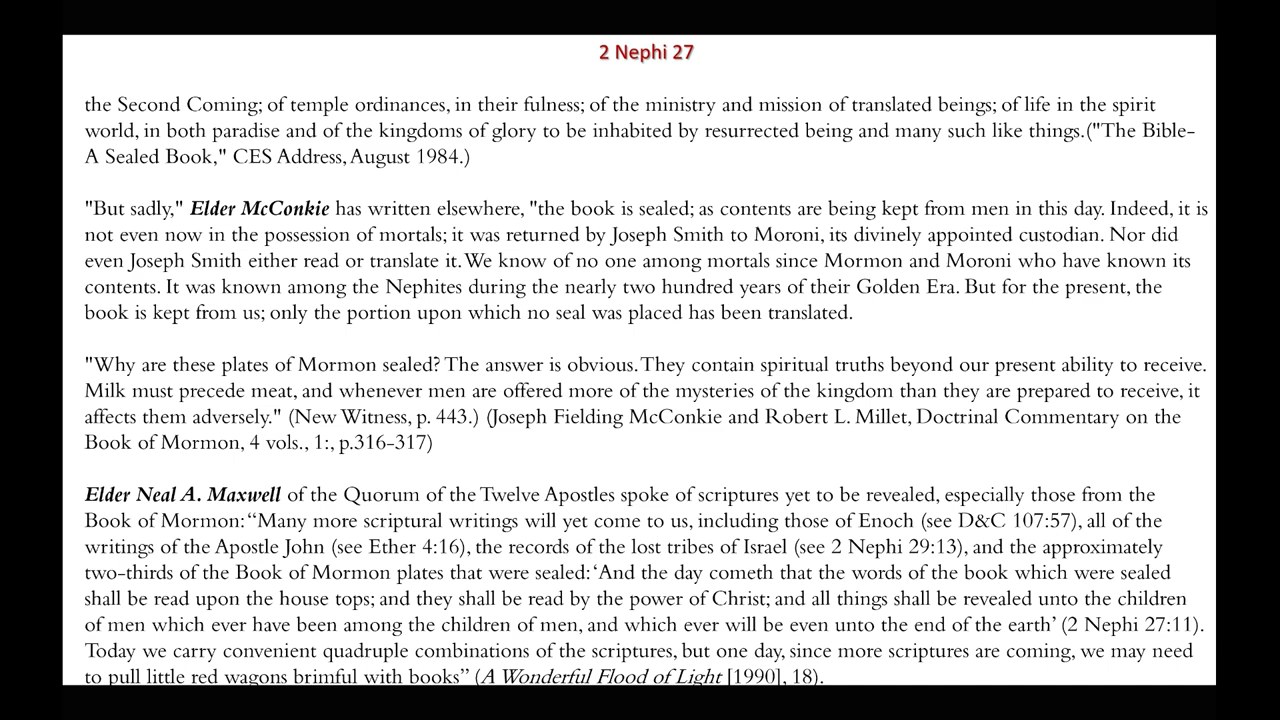 2 Nephi 27
the Second Coming; of temple ordinances, in their fulness; of the ministry and mission of translated beings; of life in the spirit
world, in both paradise and of the kingdoms of glory to be inhabited by resurrected being and many such like things.("The Bible-
A Sealed Book," CES Address, August 1984.)
"But sadly," Elder McConkie has written elsewhere, "the book is sealed; as contents are being kept from men in this day. Indeed, it is
not even now in the possession of mortals; it was returned by Joseph Smith to Moroni, its divinely appointed custodian. Nor did
even Joseph Smith either read or translate it. We know of no one among mortals since Mormon and Moroni who have known its
contents. It was known among the Nephites during the nearly two hundred years of their Golden Era. But for the present, the
book is kept from us; only the portion upon which no seal was placed has been translated.
"Why are these plates of Mormon sealed? The answer is obvious. They contain spiritual truths beyond our present ability to receive.
Milk must precede meat, and whenever men are offered more of the mysteries of the kingdom than they are prepared to receive, it
affects them adversely." (New Witness, p. 443.) (Joseph Fielding McConkie and Robert L. Millet, Doctrinal Commentary on the
Book of Mormon, 4 vols., 1:, p.316-317)
Elder Neal A. Maxwell of the Quorum of the Twelve Apostles spoke of scriptures yet to be revealed, especially those from the
Book of Mormon: “Many more scriptural writings will yet come to us, including those of Enoch (see D&C 107:57), all of the
writings of the Apostle John (see Ether 4:16), the records of the lost tribes of Israel (see 2 Nephi 29:13), and the approximately
two-thirds of the Book of Mormon plates that were sealed: ‘And the day cometh that the words of the book which were sealed
shall be read upon the house tops; and they shall be read by the power of Christ; and all things shall be revealed unto the children
of men which ever have been among the children of men, and which ever will be even unto the end of the earth’ (2 Nephi 27:11).
Today we carry convenient quadruple combinations of the scriptures, but one day, since more scriptures are coming, we may need
to pull little red wagons brimful with books” (A Wonderful Flood of Light [1990], 18).